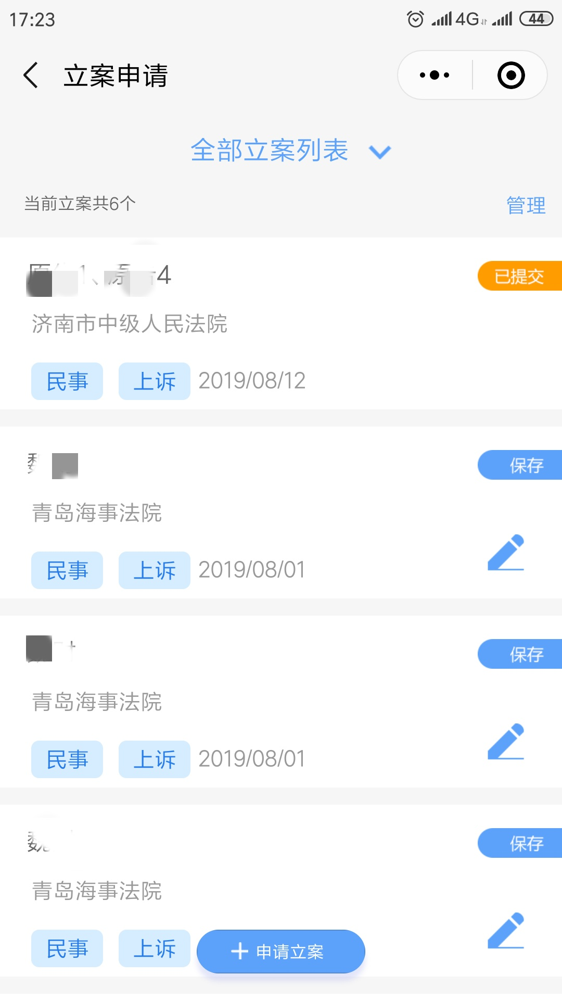 17:23 4G 44
立案申请
全部立案列表
当前立案共6个 管理
1、原 4 已提交
济南市中级人民法院
民事 上诉 2019/08/12
保存
青岛海事法院
民事 上诉 2019/08/01
保存
青岛海事法院
民事 上诉 2019/08/01
魏 保存
青岛海事法院
民事 上诉 + 申请立案